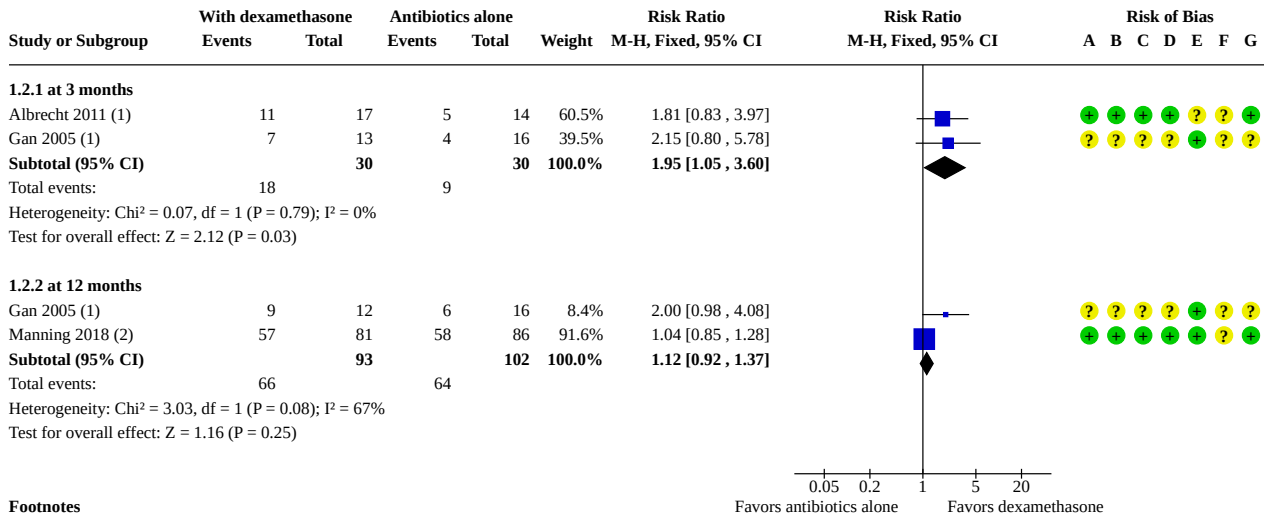 With dexamethasone Antibiotics alone Risk Ratio Risk Ratio Risk of Bias
Study or Subgroup Events Total Events Total Weight M-H, Fixed, 95% CI M-H, Fixed, 95% CI A B C D E F G
1.2.1 at 3 months
Albrecht 2011 (1) 11 17 5 14 60.5% 1.81 [0.83 , 3.97] + + + + ? ? +
Gan 2005 (1) 7 13 4 16 39.5% 2.15 [0.80 , 5.78] ? ? ? ? + ? ?
Subtotal (95% CI) 30 30 100.0% 1.95 [1.05 , 3.60]
Total events: 18 9
Heterogeneity: Chi² = 0.07, df = 1 (P = 0.79); I² = 0%
Test for overall effect: Z = 2.12 (P = 0.03)
1.2.2 at 12 months
Gan 2005 (1) 9 12 6 16 8.4% 2.00 [0.98 , 4.08] ? ? ? ? + ? ?
Manning 2018 (2) 57 81 58 86 91.6% 1.04 [0.85 , 1.28] + + + + + ? +
Subtotal (95% CI) 93 102 100.0% 1.12 [0.92 , 1.37]
Total events: 66 64
Heterogeneity: Chi² = 3.03, df = 1 (P = 0.08); I² = 67%
Test for overall effect: Z = 1.16 (P = 0.25)
0.05 0.2 1 5 20
Footnotes Favors antibiotics alone Favors dexamethasone